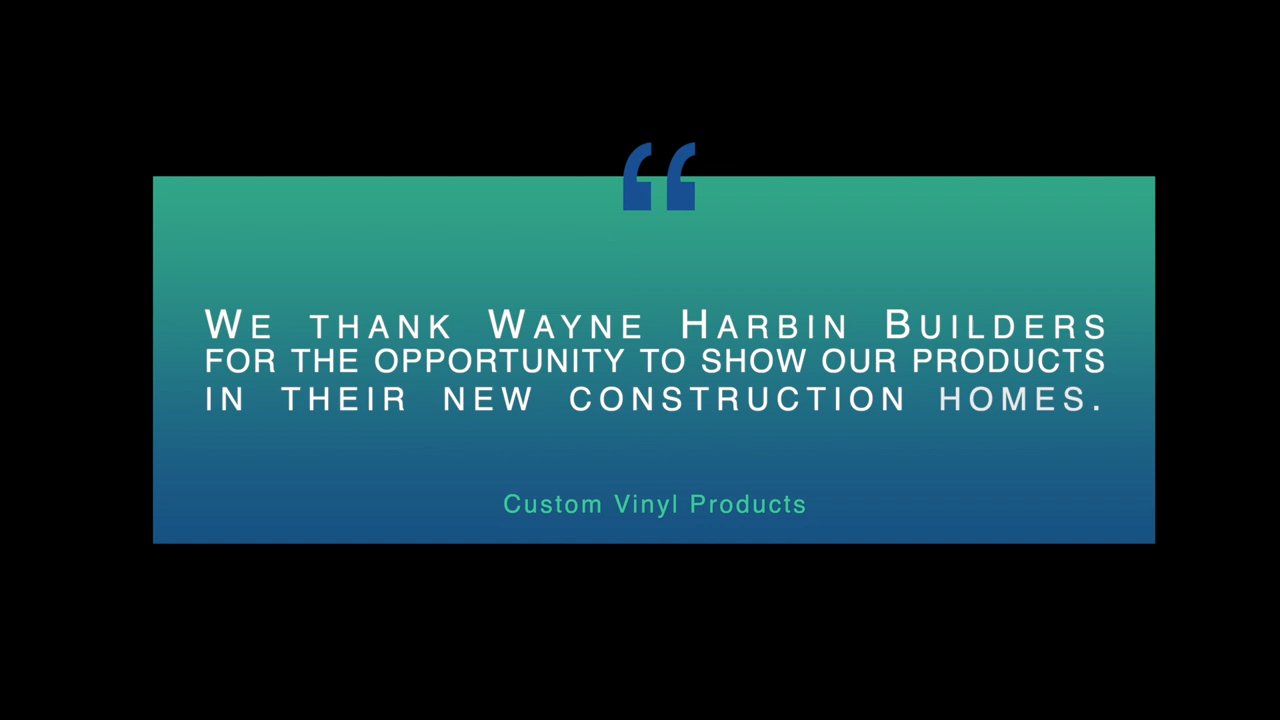 “
We thank Wayne Harbin Builders
for the opportunity to show our products
in their new construction homes.
Custom Vinyl Products